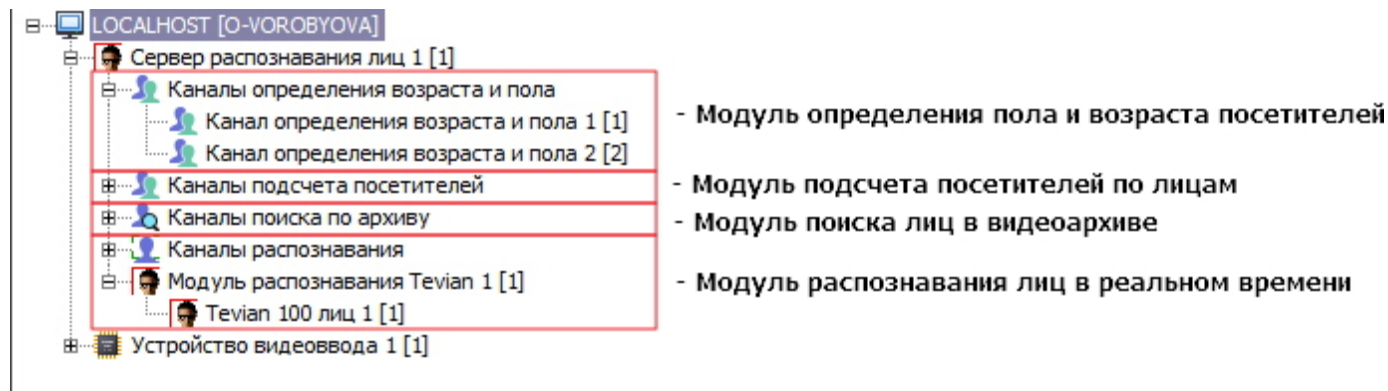 LOCALHOST [O-VOROBYOVA]
Сервер распознавания лиц 1 [1]
Каналы определения возраста и пола
Канал определения возраста и пола 1 [1]
- Модуль определения пола и возраста посетителей
Канал определения возраста и пола 2 [2]
Каналы подсчета посетителей
- Модуль подсчета посетителей по лицам
Каналы поиска по архиву
- Модуль поиска лиц в видеоархиве
Каналы распознавания
Модуль распознавания Tevian 1 [1]
- Модуль распознавания лиц в реальном времени
Tevian 100 лиц 1 [1]
Устройство видеоввода 1 [1]